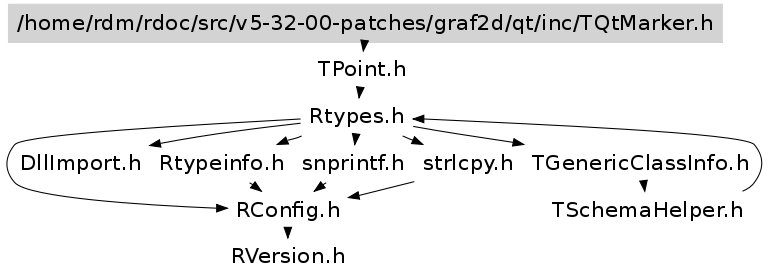 /home/rdm/rdoc/src/v5-32-00-patches/graf2d/qt/inc/TQtMarker.h
TPoint.h
Rtypes.h
DllImport.h Rtypeinfo.h snprintf.h strlcpy.h TGenericClassInfo.h
RConfig.h TSchemaHelper.h
RVersion.h